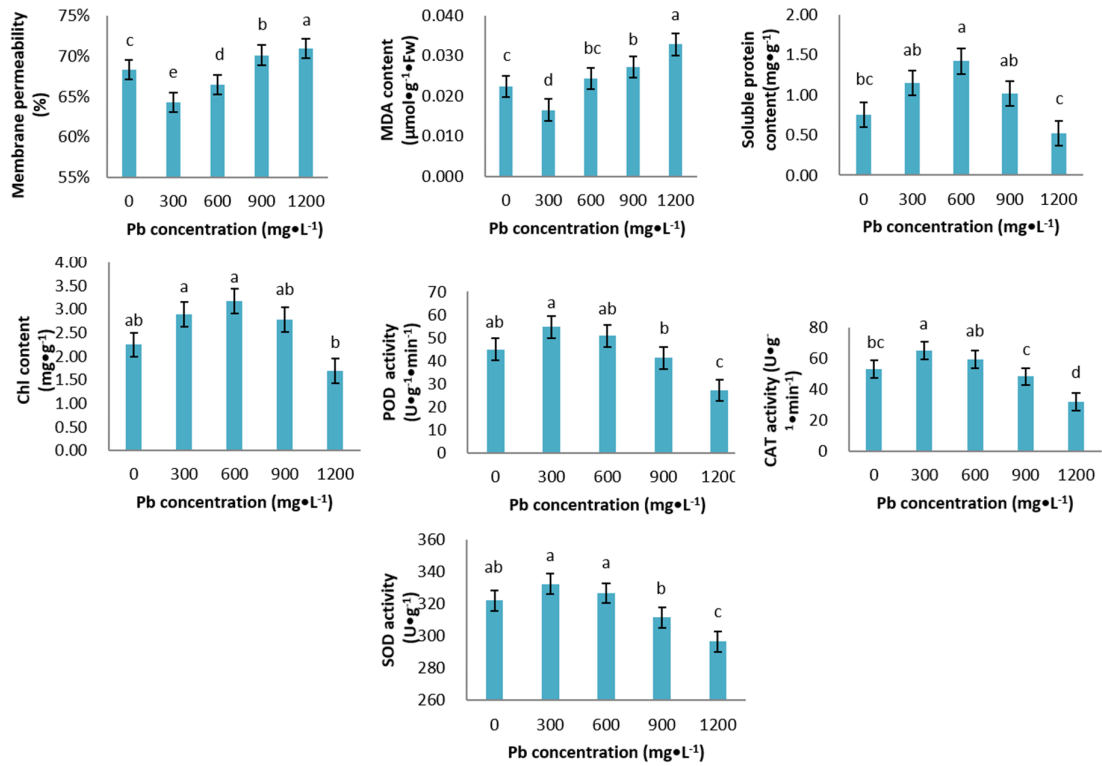 Membrane permeability
(%)
75%
70%
65%
60%
55%
c
e
d
b
a
0 300 600 900 1200
Pb concentration (mg•L⁻¹)
MDA content
(μmol•g⁻¹•Fw)
0.040
0.030
0.020
0.010
0.000
c
d
bc
b
a
0 300 600 900 1200
Pb concentration (mg•L⁻¹)
Soluble protein
content(mg•g⁻¹)
2.00
1.50
1.00
0.50
0.00
bc
ab
a
ab
c
0 300 600 900 1200
Pb concentration (mg•L⁻¹)
Chl content
(mg•g⁻¹)
4.00
3.50
3.00
2.50
2.00
1.50
1.00
0.50
0.00
ab
a
a
ab
b
0 300 600 900 1200
Pb concentration (mg•L⁻¹)
POD activity
(U•g⁻¹•min⁻¹)
70
60
50
40
30
20
10
0
ab
a
ab
b
c
0 300 600 900 1200
Pb concentration (mg•L⁻¹)
CAT activity (U•g⁻
¹•min⁻¹)
80
60
40
20
0
bc
a
ab
c
d
0 300 600 900 1200
Pb concentration (mg•L⁻¹)
SOD activity
(U•g⁻¹)
360
340
320
300
280
260
ab
a
a
b
c
0 300 600 900 1200
Pb concentration (mg•L⁻¹)